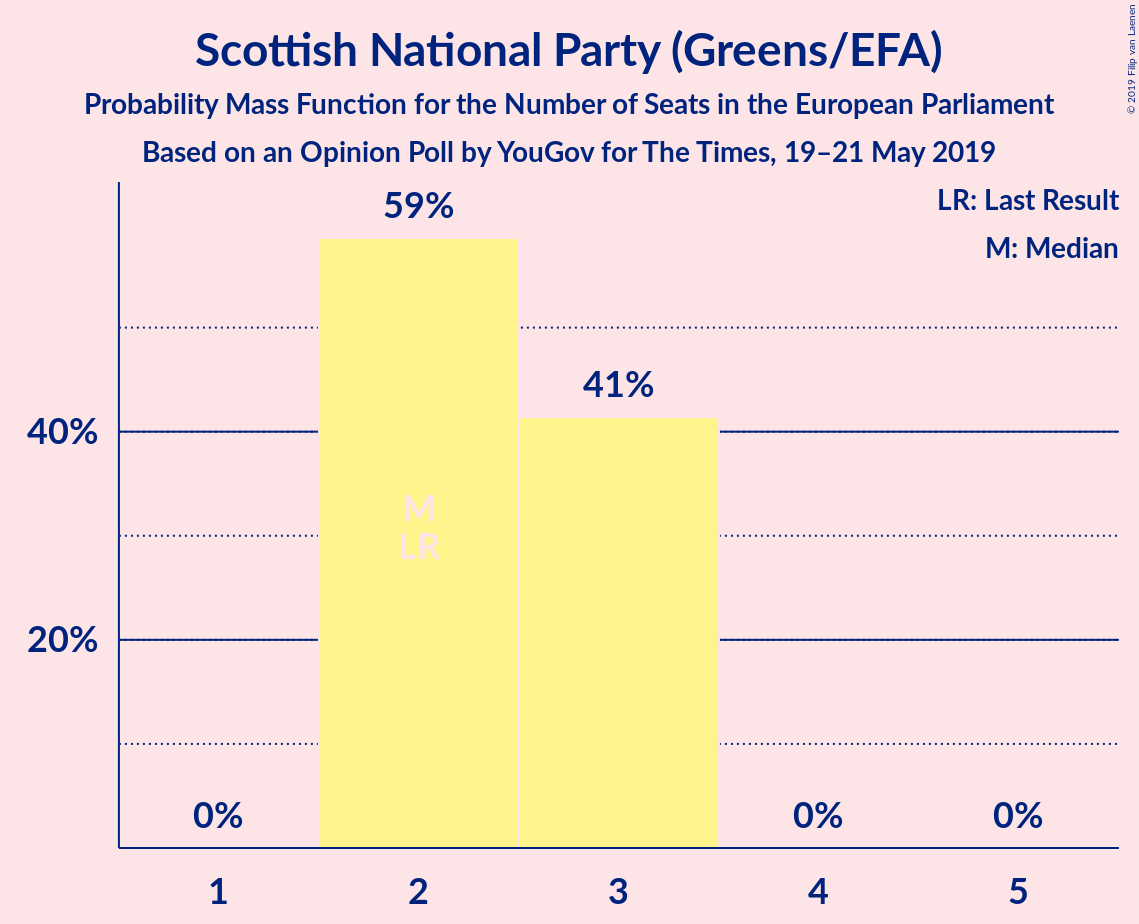 Scottish National Party (Greens/EFA)
Probability Mass Function for the Number of Seats in the European Parliament
Based on an Opinion Poll by YouGov for The Times, 19–21 May 2019
© 2019 Filip van Laenen
LR: Last Result
M: Median
59%
41%
40%
20%
M
LR
0%
0%
0%
1
2
3
4
5